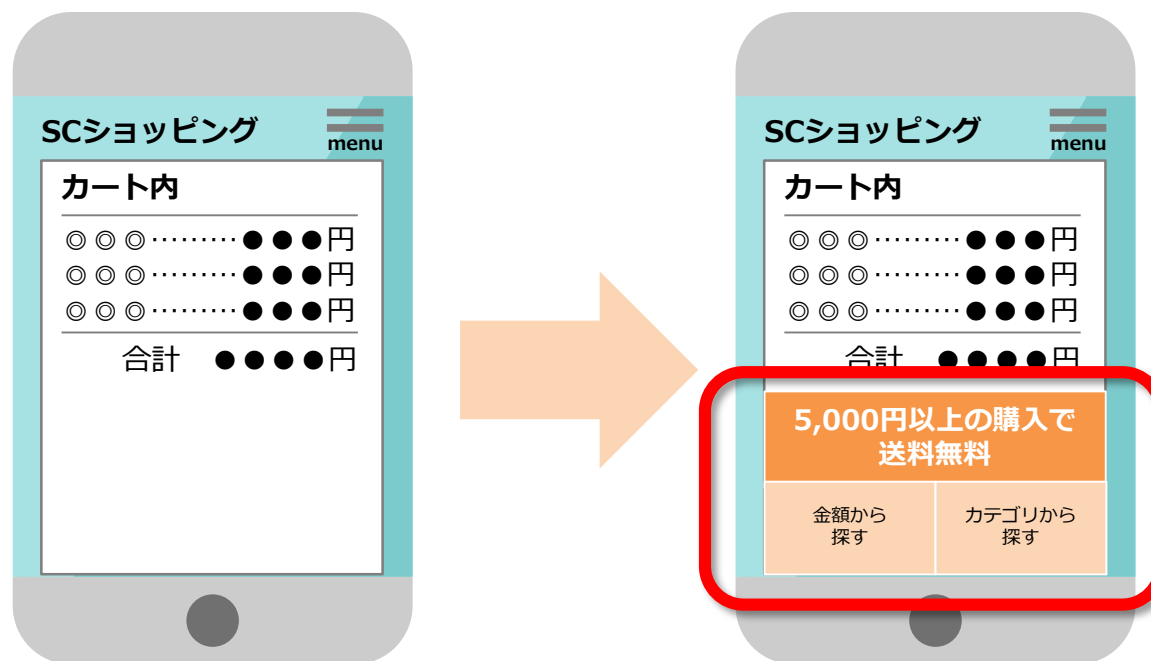 SCショッピング
menu
カート内
◎◎◎………●●●円
◎◎◎………●●●円
◎◎◎………●●●円
合計 ●●●●円
SCショッピング
menu
カート内
◎◎◎………●●●円
◎◎◎………●●●円
◎◎◎………●●●円
合計 ●●●●円
5,000円以上の購入で
送料無料
金額から
探す
カテゴリから
探す